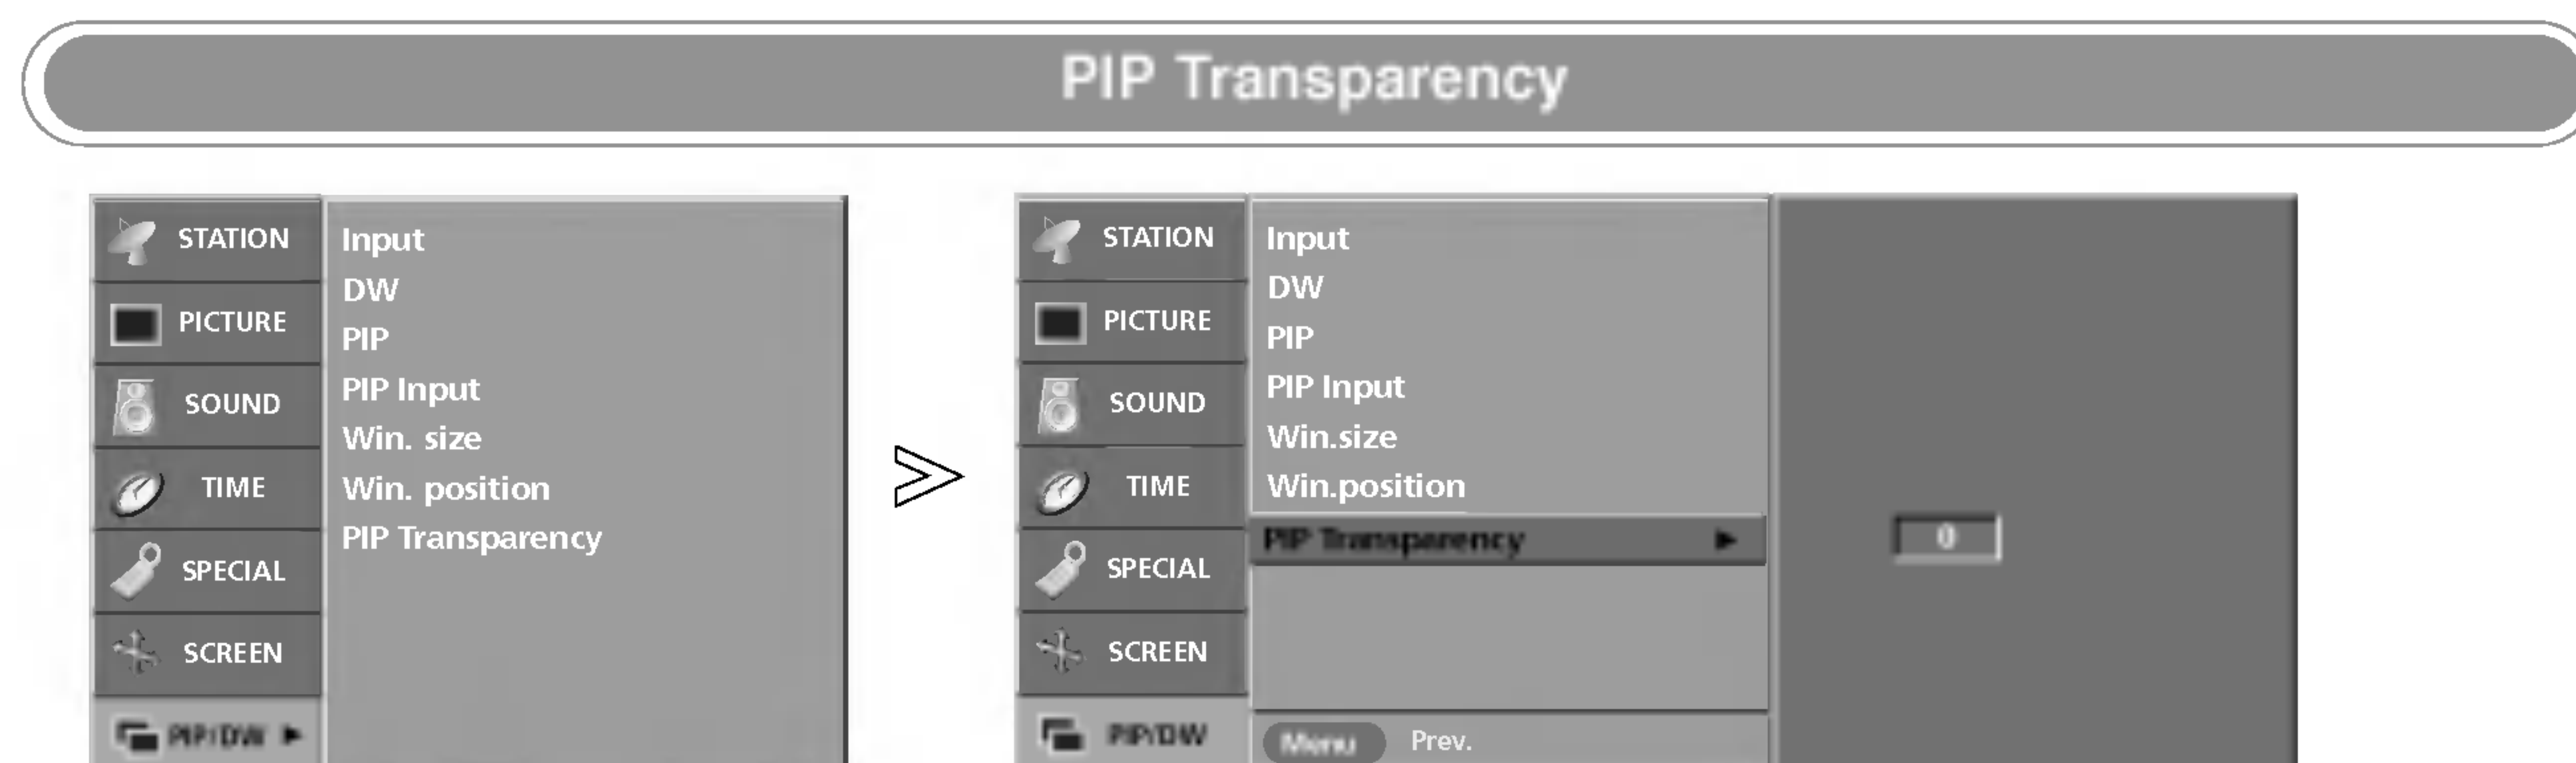 PIP Transparency
STATION
PICTURE
SOUND
TIME
SPECIAL
SCREEN
PIP/DW ►
Input
DW
PIP
PIP Input
Win. size
Win. position
PIP Transparency
STATION
PICTURE
SOUND
TIME
SPECIAL
SCREEN
PIP/DW
Input
DW
PIP
PIP Input
Win.size
Win.position
PIP Transparency ►
Menu Prev.
0